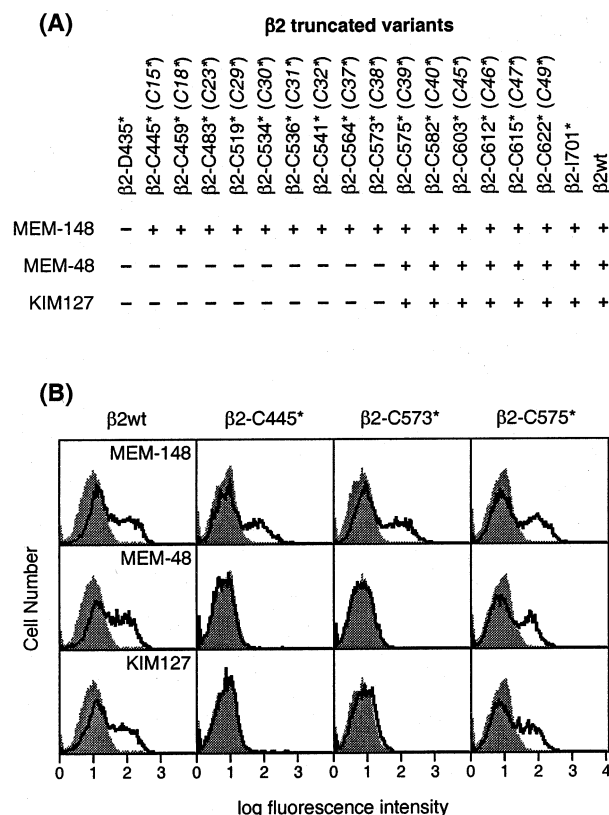 (A)
β2 truncated variants
β2-D435*
β2-C445* (C15*)
β2-C459* (C18*)
β2-C483* (C23*)
β2-C519* (C29*)
β2-C534* (C30*)
β2-C536* (C31*)
β2-C541* (C32*)
β2-C564* (C37*)
β2-C573* (C38*)
β2-C575* (C39*)
β2-C582* (C40*)
β2-C603* (C45*)
β2-C612* (C46*)
β2-C615* (C47*)
β2-C622* (C49*)
β2-I701*
β2wt
MEM-148 – + + + + + + + + + + + + + + + + +
MEM-48 – – – – – – – – – – + + + + + + + +
KIM127 – – – – – – – – – – + + + + + + + +
(B)
β2wt β2-C445* β2-C573* β2-C575*
MEM-148
MEM-48
KIM127
Cell Number
0 1 2 3 0 1 2 3 0 1 2 3 0 1 2 3 4
log fluorescence intensity